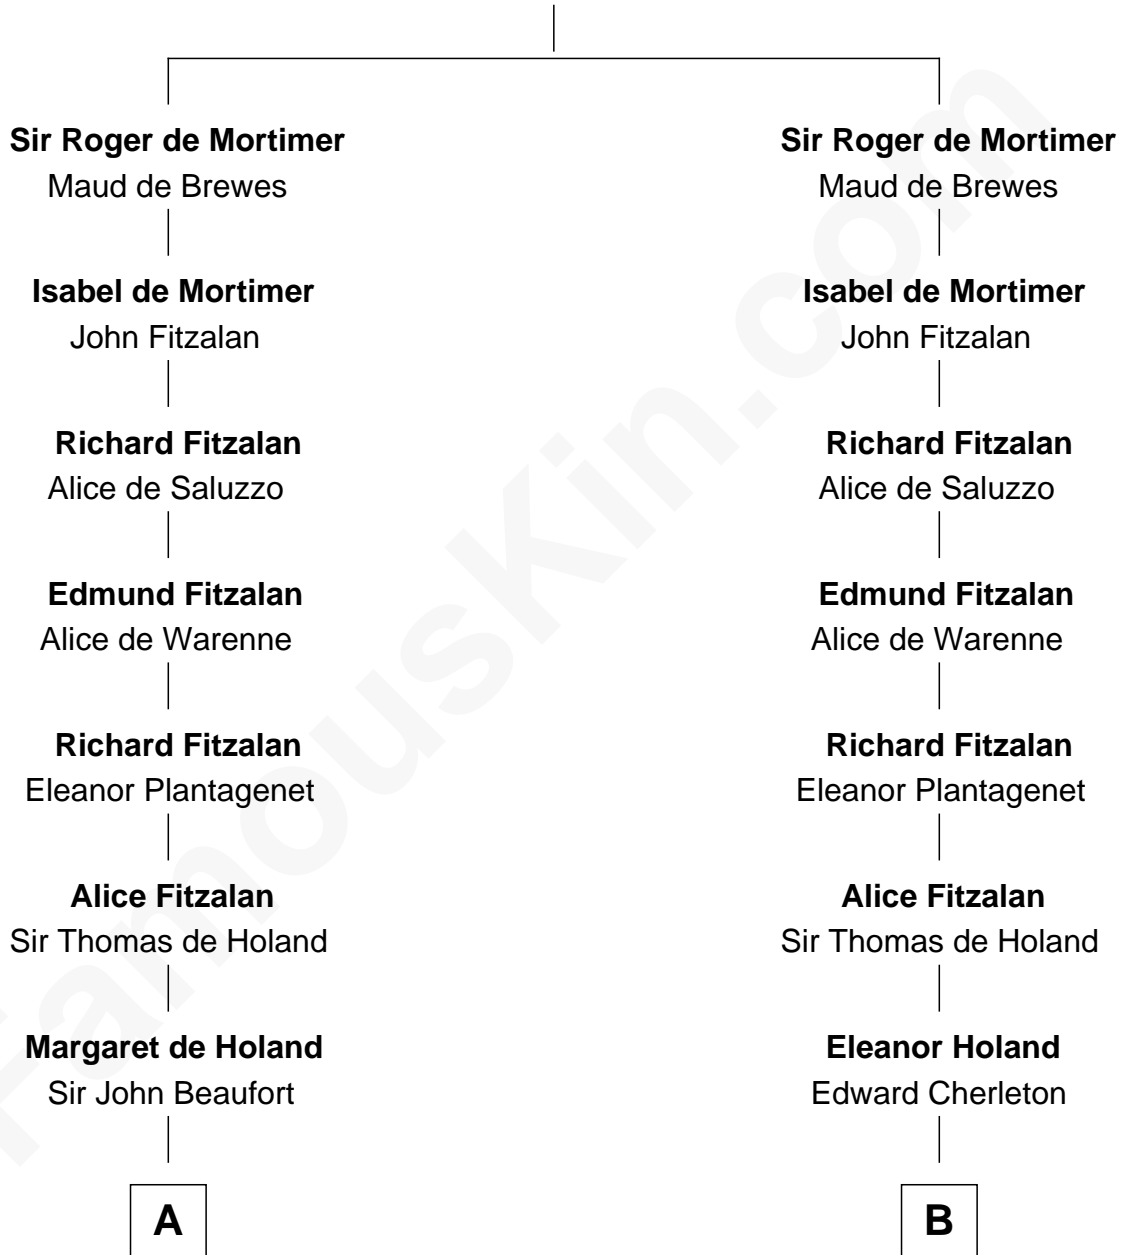 Sir Roger de Mortimer
Maud de Brewes
Isabel de Mortimer
John Fitzalan
Richard Fitzalan
Alice de Saluzzo
Edmund Fitzalan
Alice de Warenne
Richard Fitzalan
Eleanor Plantagenet
Alice Fitzalan
Sir Thomas de Holand
Margaret de Holand
Sir John Beaufort
A
Sir Roger de Mortimer
Maud de Brewes
Isabel de Mortimer
John Fitzalan
Richard Fitzalan
Alice de Saluzzo
Edmund Fitzalan
Alice de Warenne
Richard Fitzalan
Eleanor Plantagenet
Alice Fitzalan
Sir Thomas de Holand
Eleanor Holand
Edward Cherleton
B
FamousKin.com